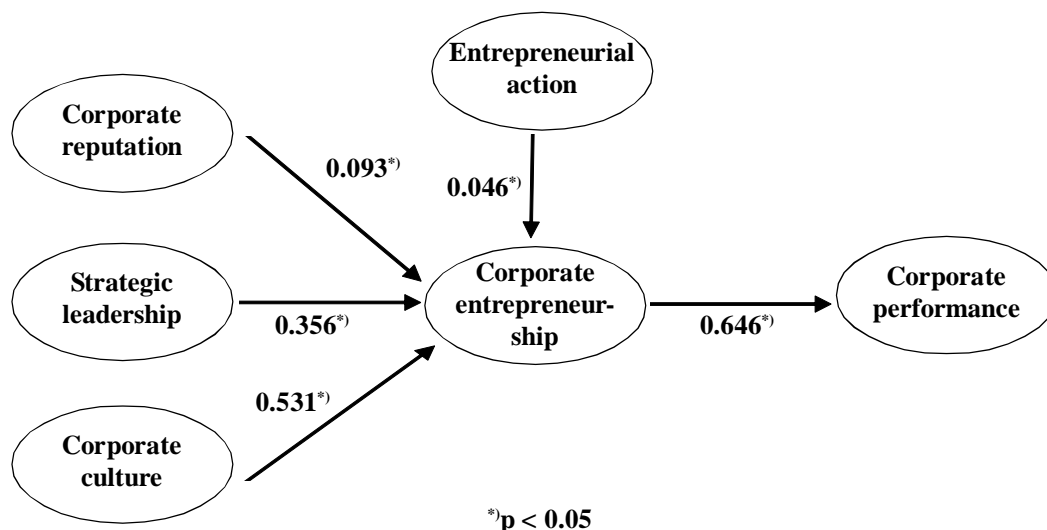 Entrepreneurial
action
Corporate
reputation
0.093*)
0.046*)
Strategic
leadership
0.356*)
Corporate
entrepreneur-
ship
0.646*)
Corporate
performance
0.531*)
Corporate
culture
*)p < 0.05